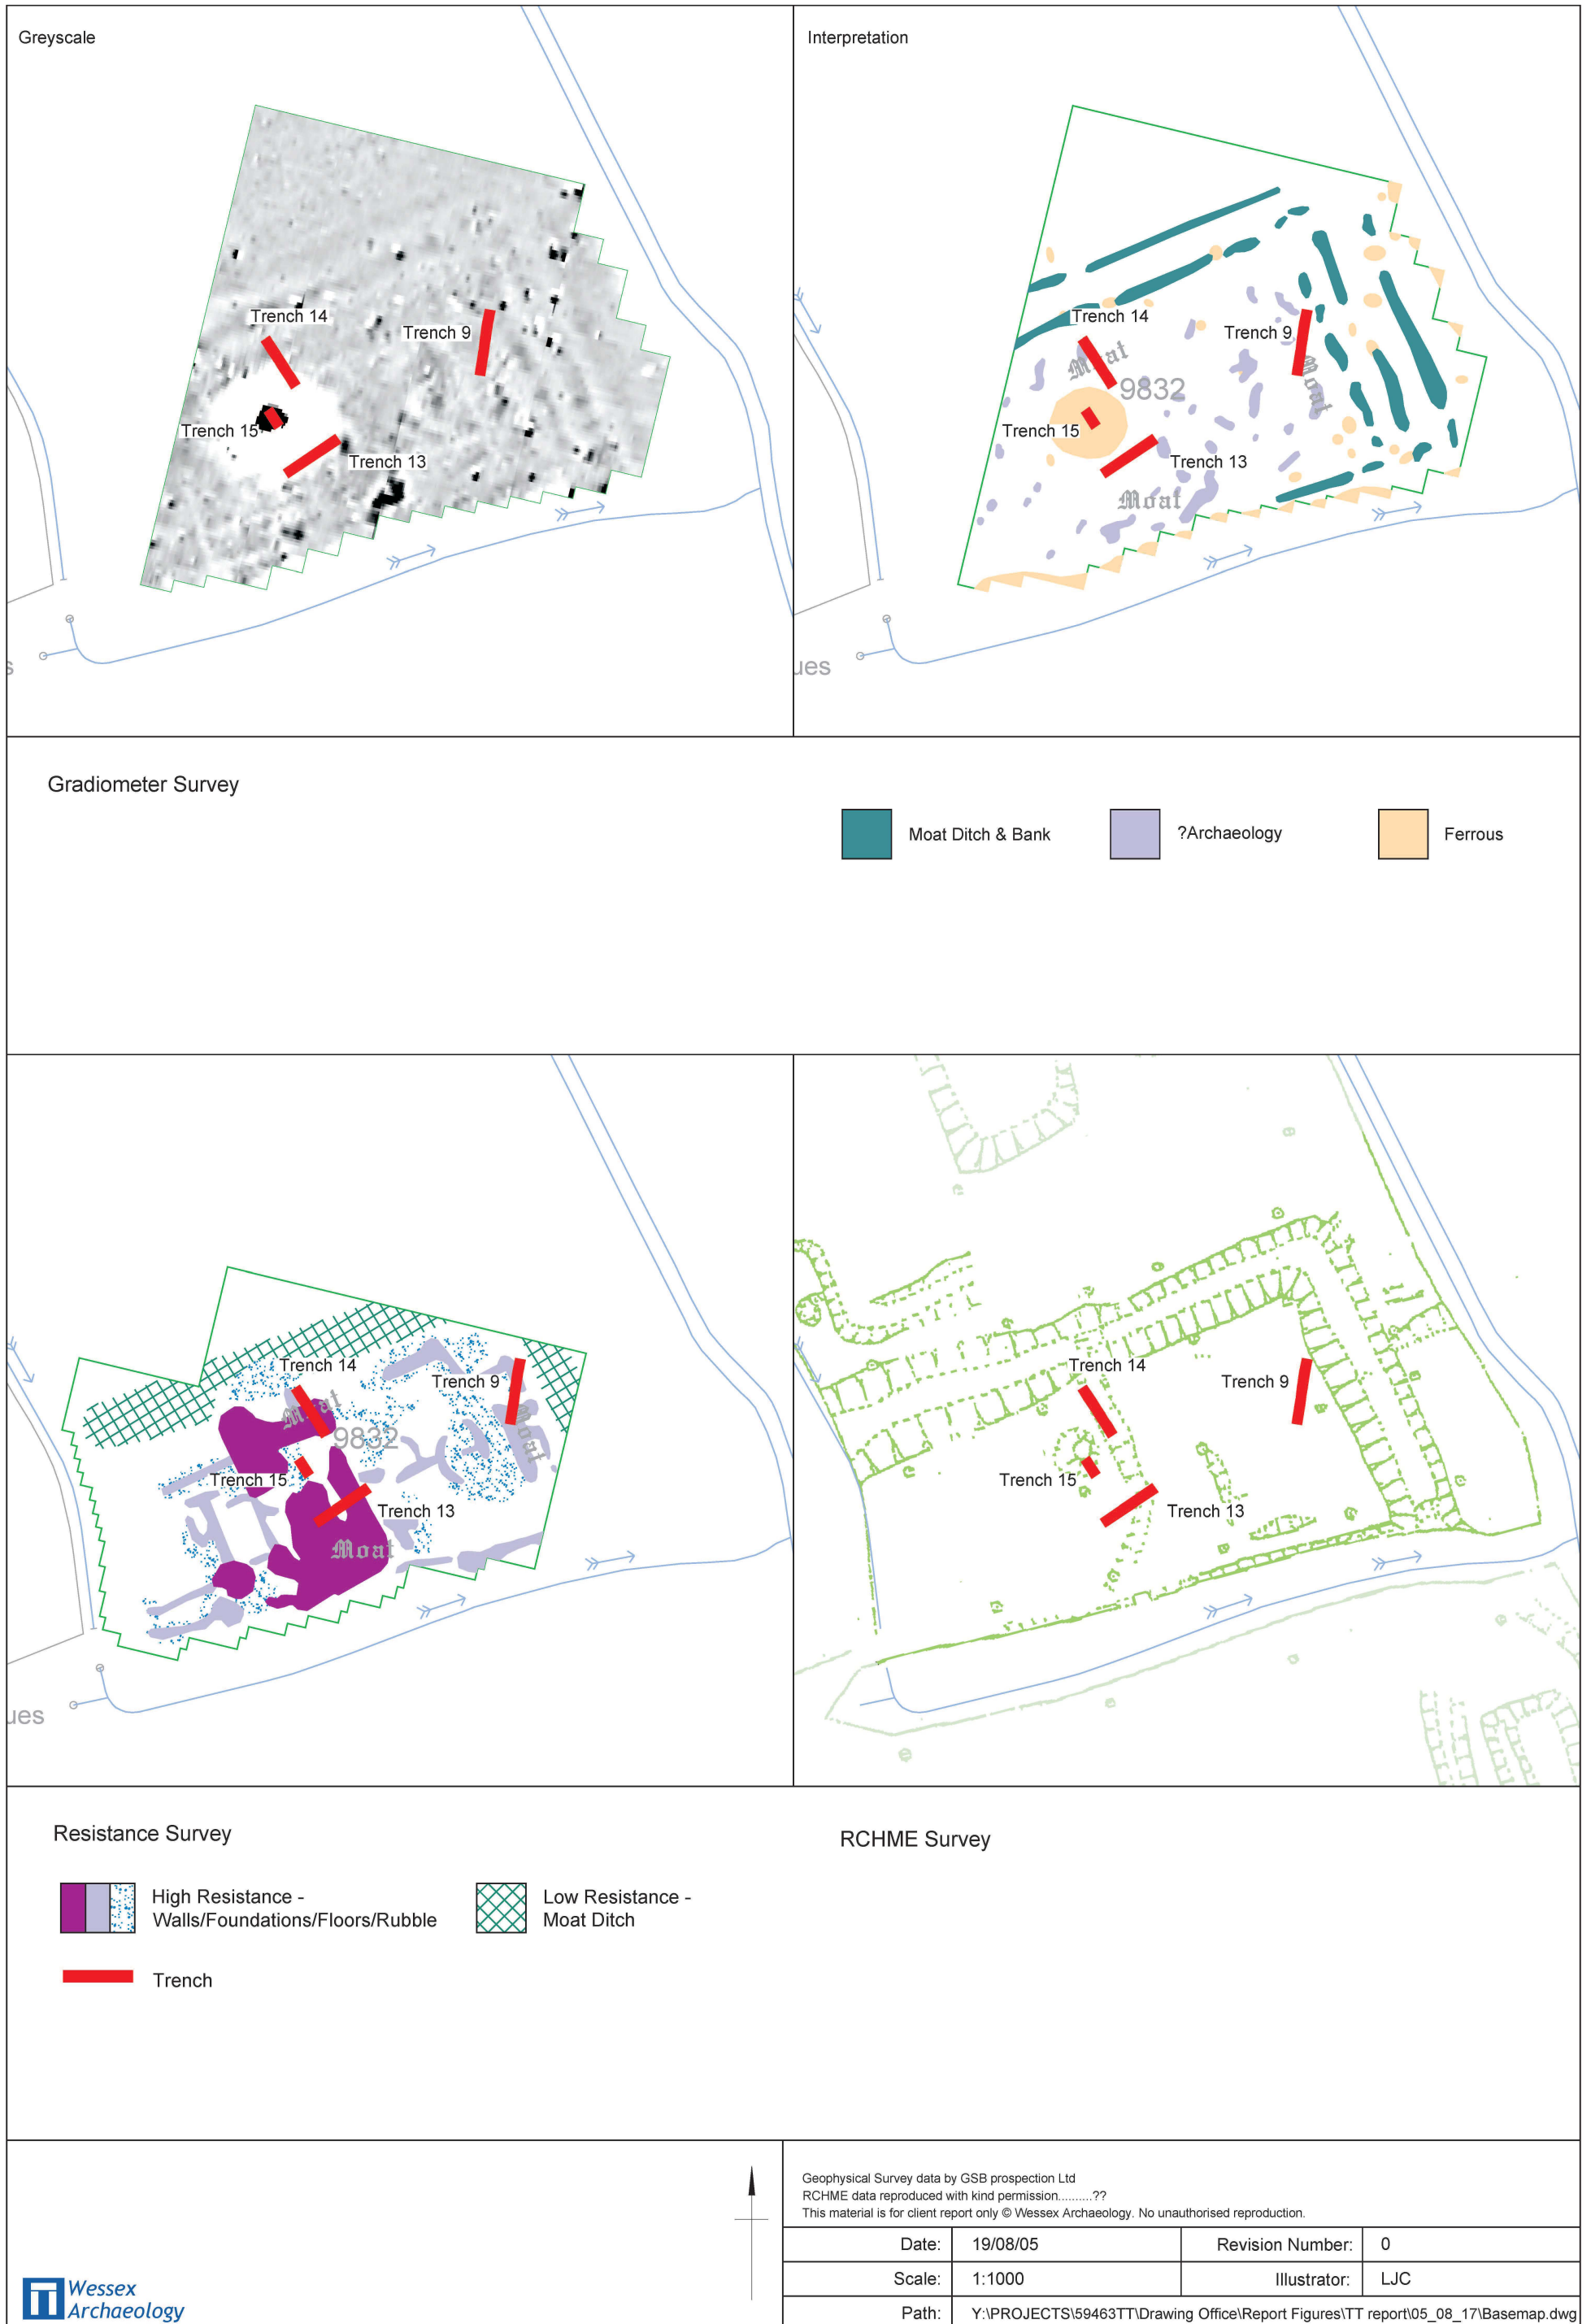 Greyscale
Trench 14
Trench 9
Trench 15
Trench 13
s
Interpretation
Trench 14
Moat
9832
Trench 9
Moat
Trench 15
Trench 13
Moat
ues
Gradiometer Survey
Moat Ditch & Bank
?Archaeology
Ferrous
Trench 14
Moat
9832
Trench 9
Moat
Trench 15
Trench 13
Moat
ues
Trench 14
Trench 9
Trench 15
Trench 13
Resistance Survey
High Resistance -
Walls/Foundations/Floors/Rubble
Low Resistance -
Moat Ditch
Trench
RCHME Survey
Wessex
Archaeology
Geophysical Survey data by GSB prospection Ltd
RCHME data reproduced with kind permission..........??
This material is for client report only © Wessex Archaeology. No unauthorised reproduction.
Date: 19/08/05 Revision Number: 0
Scale: 1:1000 Illustrator: LJC
Path: Y:\PROJECTS\59463TT\Drawing Office\Report Figures\TT report\05_08_17\Basemap.dwg